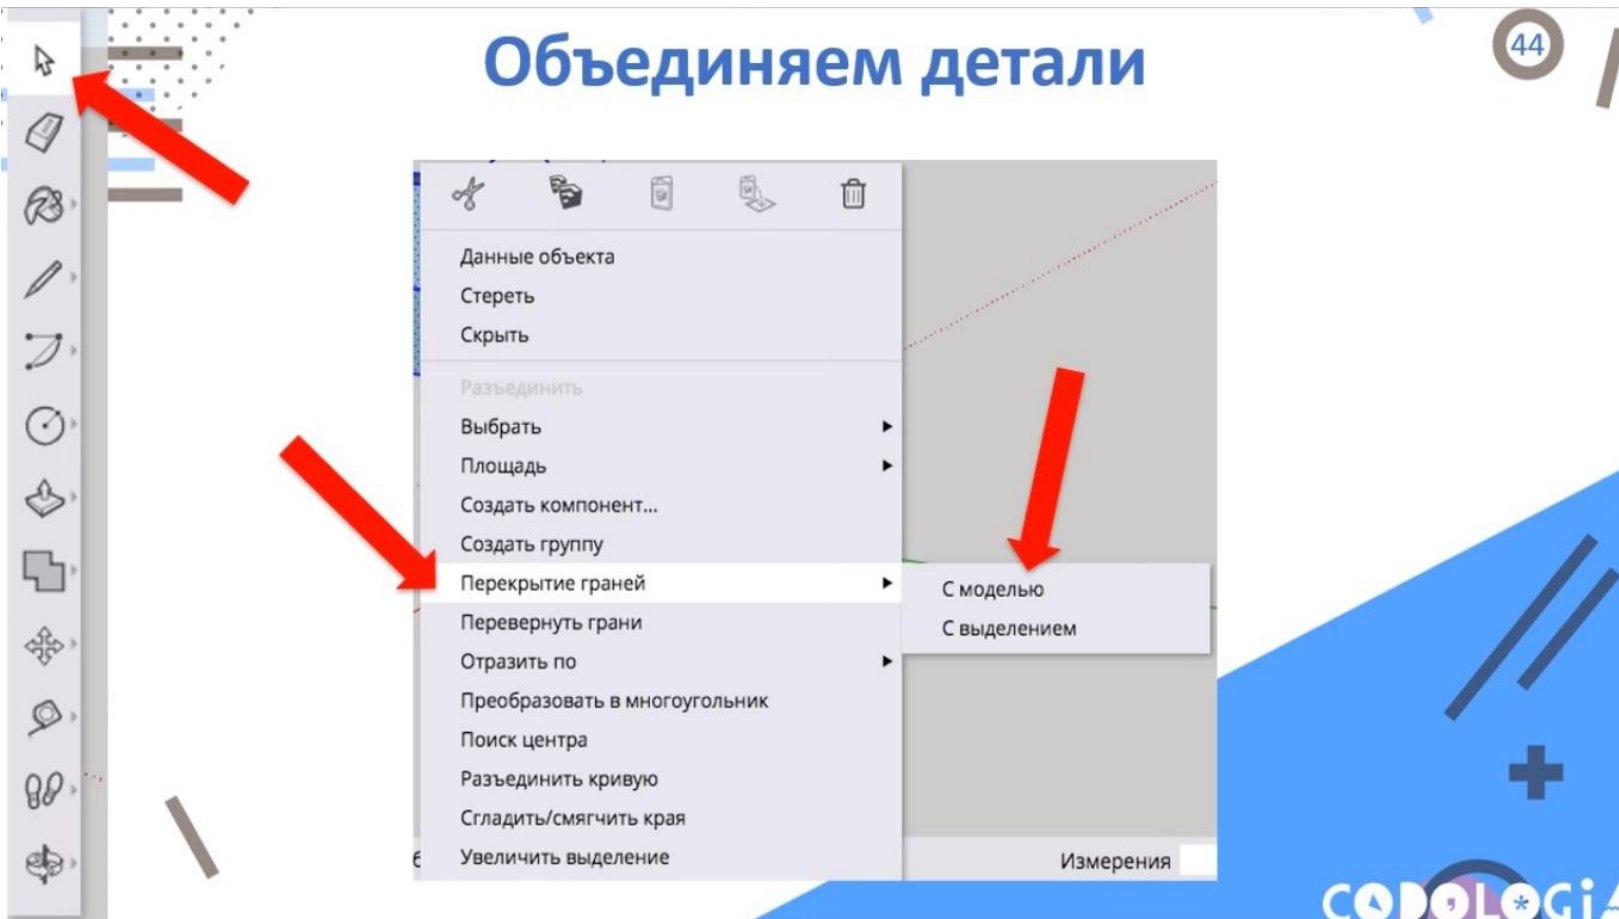 Объединяем детали
44
Данные объекта
Стереть
Скрыть
Разъединить
Выбрать
Площадь
Создать компонент...
Создать группу
Перекрытие граней
С моделью
С выделением
Перевернуть грани
Отразить по
Преобразовать в многоугольник
Поиск центра
Разъединить кривую
Сгладить/смягчить края
Увеличить выделение
Измерения
CODOLOGiA